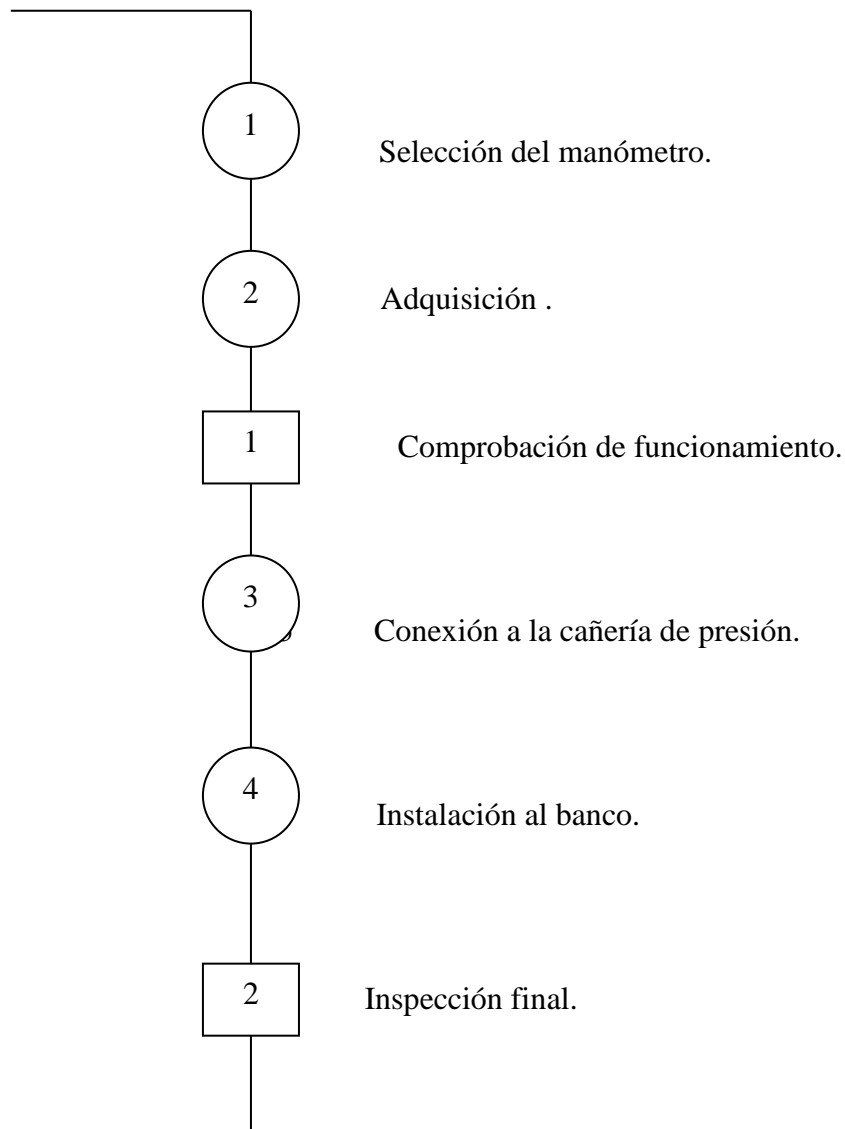 1
Selección del manómetro.
2
Adquisición .
1
Comprobación de funcionamiento.
3
Conexión a la cañería de presión.
4
Instalación al banco.
2
Inspección final.